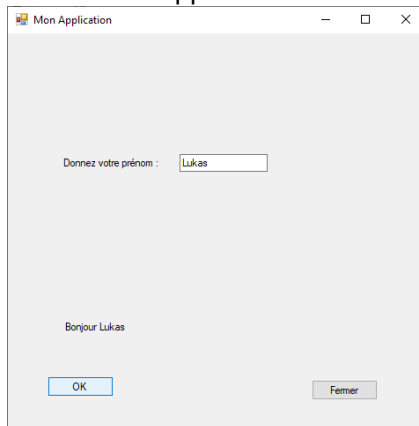 Mon Application
Donnez votre prénom : Lukas
Bonjour Lukas
OK Fermer